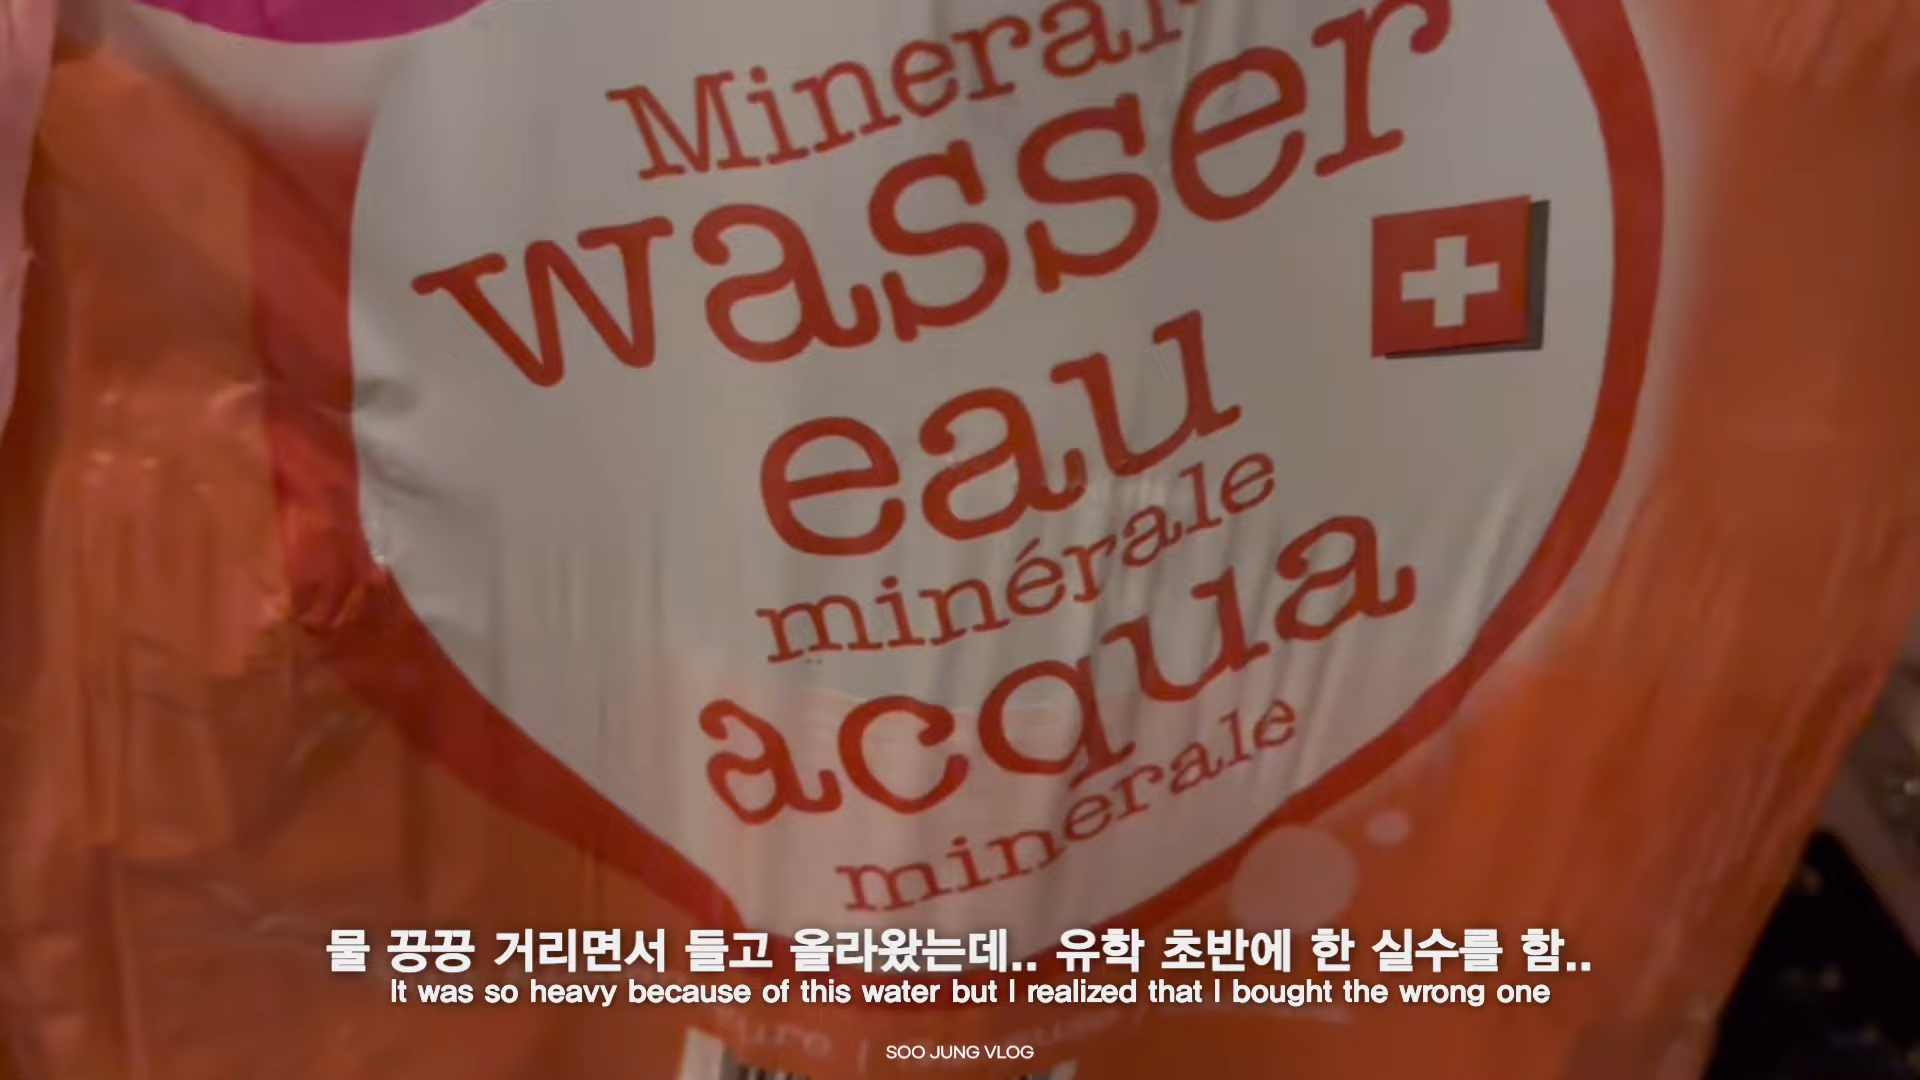 Mineral
wasser
eau
minérale
acqua
minerale
물 끙끙 거리면서 들고 올라왔는데.. 유학 초반에 한 실수를 함..
It was so heavy because of this water but I realized that I bought the wrong one
SOO JUNG VLOG